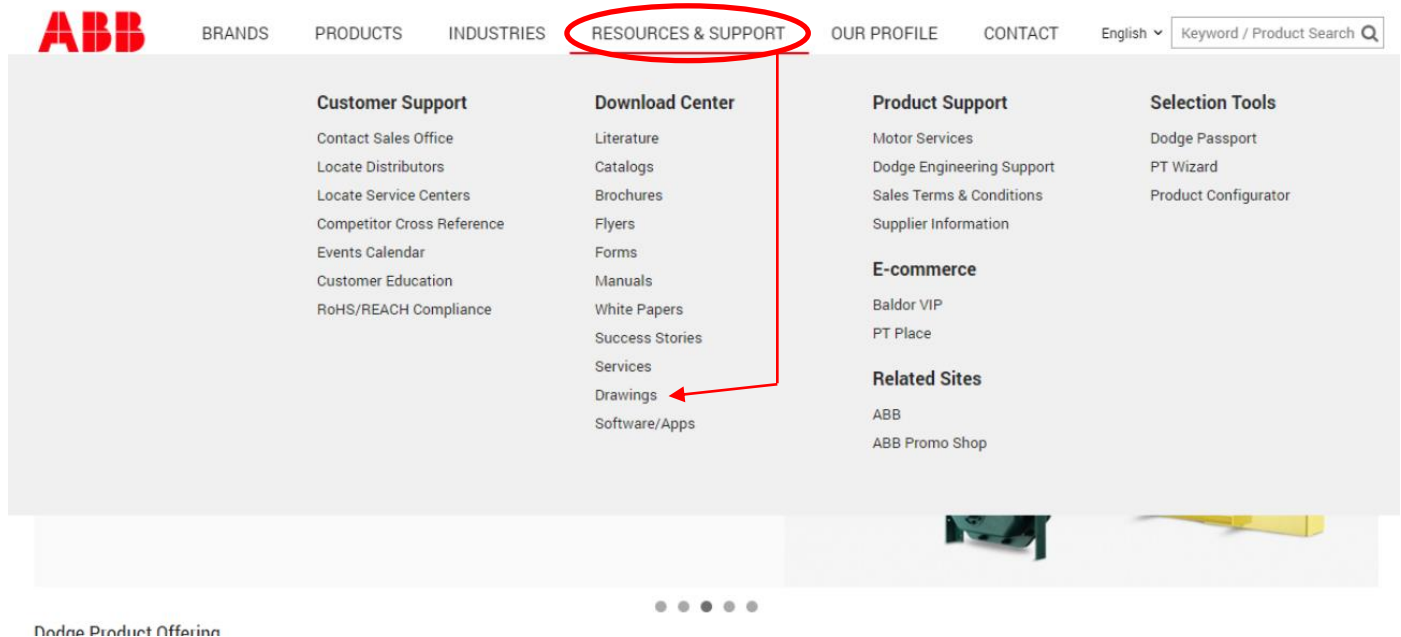 ABB BRANDS PRODUCTS INDUSTRIES RESOURCES & SUPPORT OUR PROFILE CONTACT English Keyword / Product Search
Customer Support
Contact Sales Office
Locate Distributors
Locate Service Centers
Competitor Cross Reference
Events Calendar
Customer Education
RoHS/REACH Compliance
Download Center
Literature
Catalogs
Brochures
Flyers
Forms
Manuals
White Papers
Success Stories
Services
Drawings
Software/Apps
Product Support
Motor Services
Dodge Engineering Support
Sales Terms & Conditions
Supplier Information
E-commerce
Baldor VIP
PT Place
Related Sites
ABB
ABB Promo Shop
Selection Tools
Dodge Passport
PT Wizard
Product Configurator
Dodge Product Offering